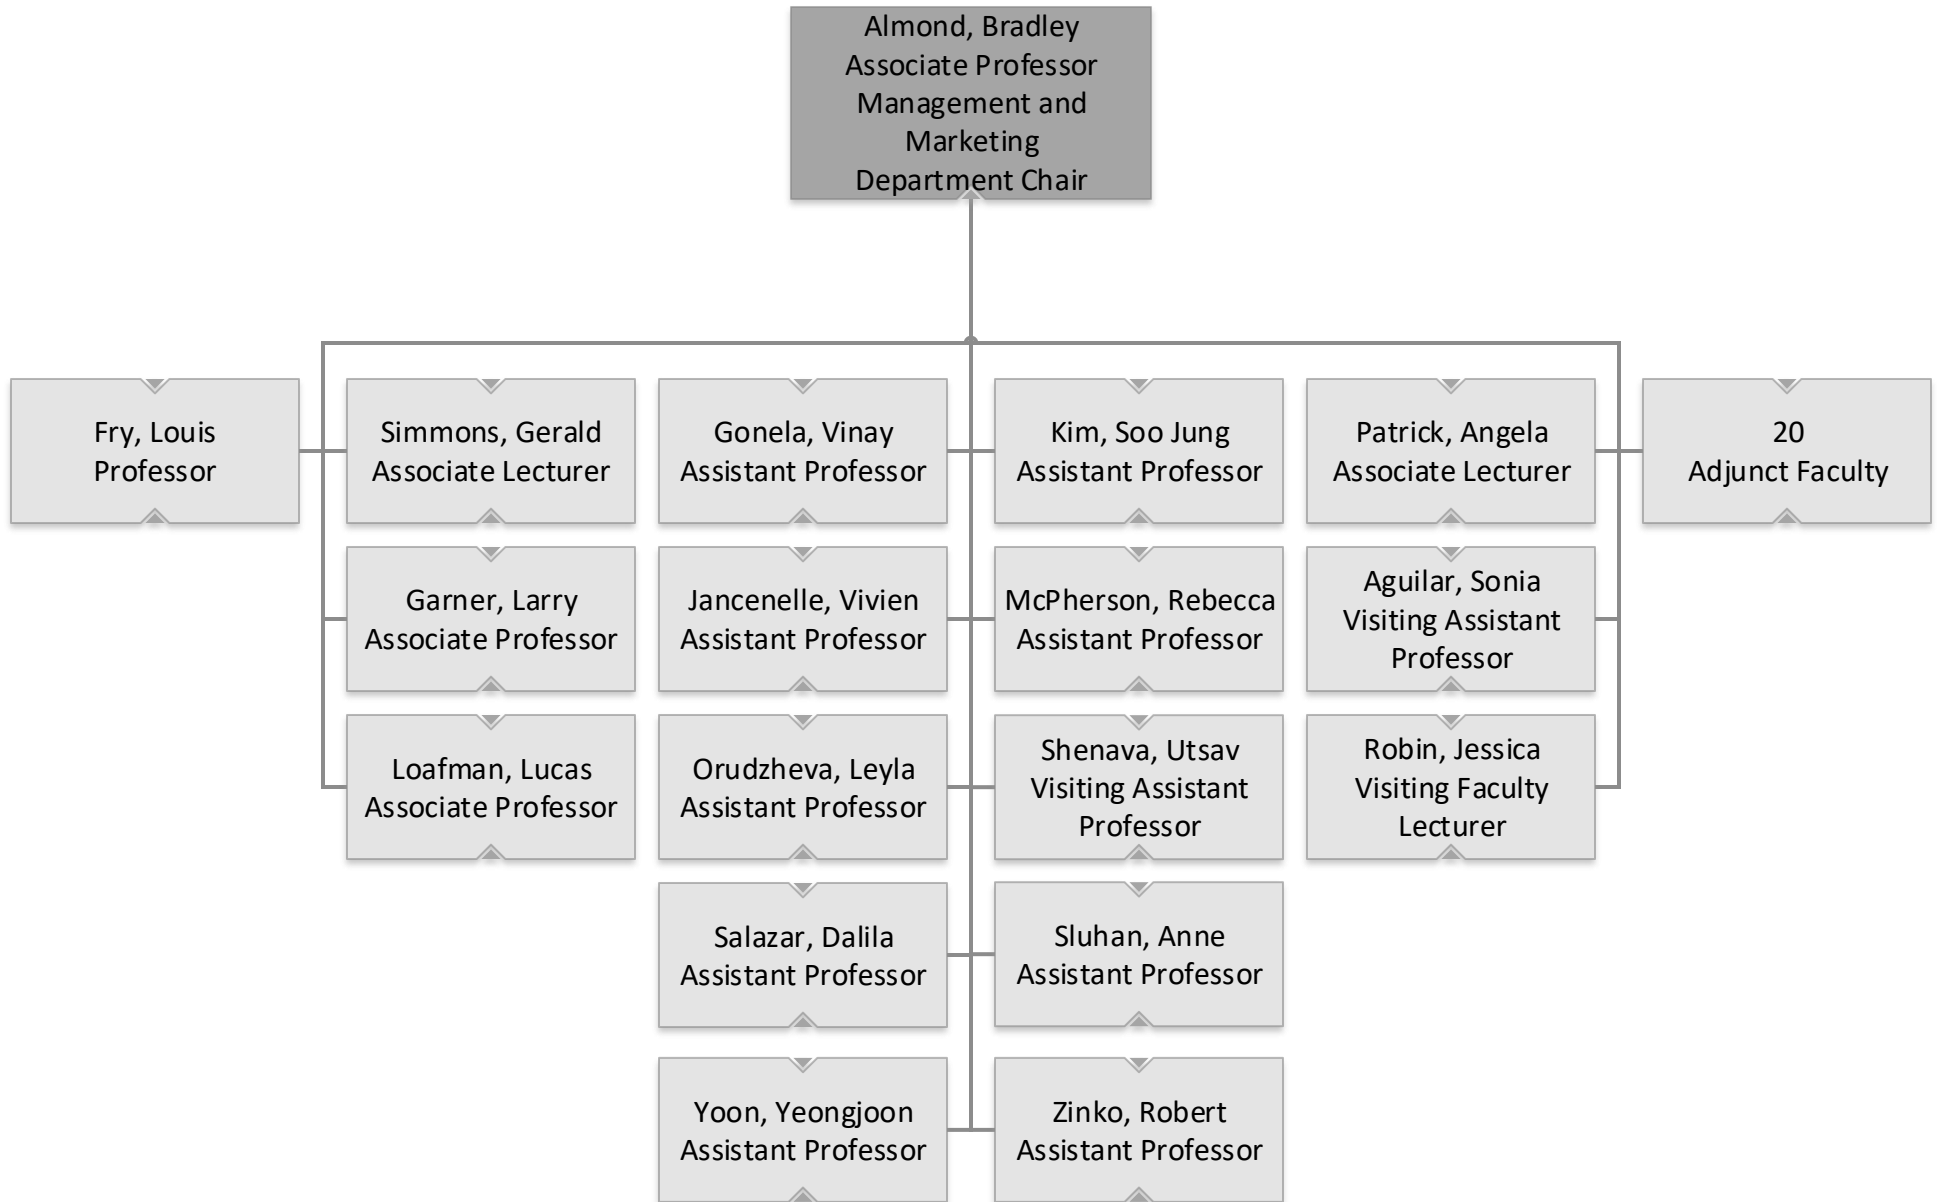 Almond, Bradley
Associate Professor
Management and
Marketing
Department Chair
Fry, Louis
Professor
Simmons, Gerald
Associate Lecturer
Gonela, Vinay
Assistant Professor
Kim, Soo Jung
Assistant Professor
Patrick, Angela
Associate Lecturer
20
Adjunct Faculty
Garner, Larry
Associate Professor
Jancenelle, Vivien
Assistant Professor
McPherson, Rebecca
Assistant Professor
Aguilar, Sonia
Visiting Assistant
Professor
Loafman, Lucas
Associate Professor
Orudzheva, Leyla
Assistant Professor
Shenava, Utsav
Visiting Assistant
Professor
Robin, Jessica
Visiting Faculty
Lecturer
Salazar, Dalila
Assistant Professor
Sluhan, Anne
Assistant Professor
Yoon, Yeongjoon
Assistant Professor
Zinko, Robert
Assistant Professor